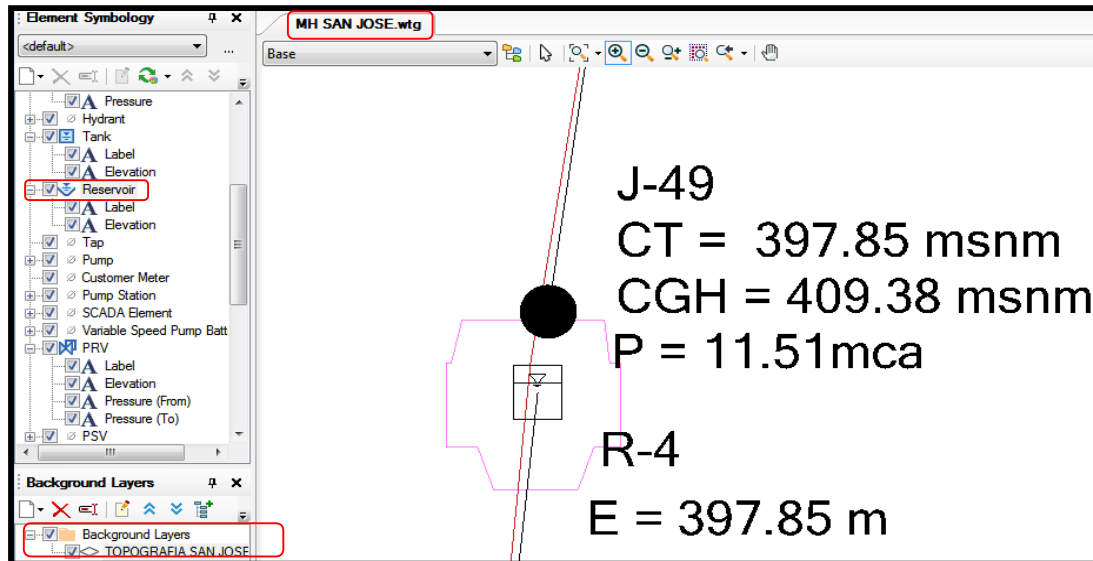 Element Symbology
<default>
...
Pressure
Hydrant
Tank
Label
Elevation
Reservoir
Label
Elevation
Tap
Pump
Customer Meter
Pump Station
SCADA Element
Variable Speed Pump Batt
PRV
Label
Elevation
Pressure (From)
Pressure (To)
PSV
Background Layers
Background Layers
TOPOGRAFIA SAN JOSE
MH SAN JOSE.wtg
Base
J-49
CT = 397.85 msnm
CGH = 409.38 msnm
P = 11.51mca
R-4
E = 397.85 m